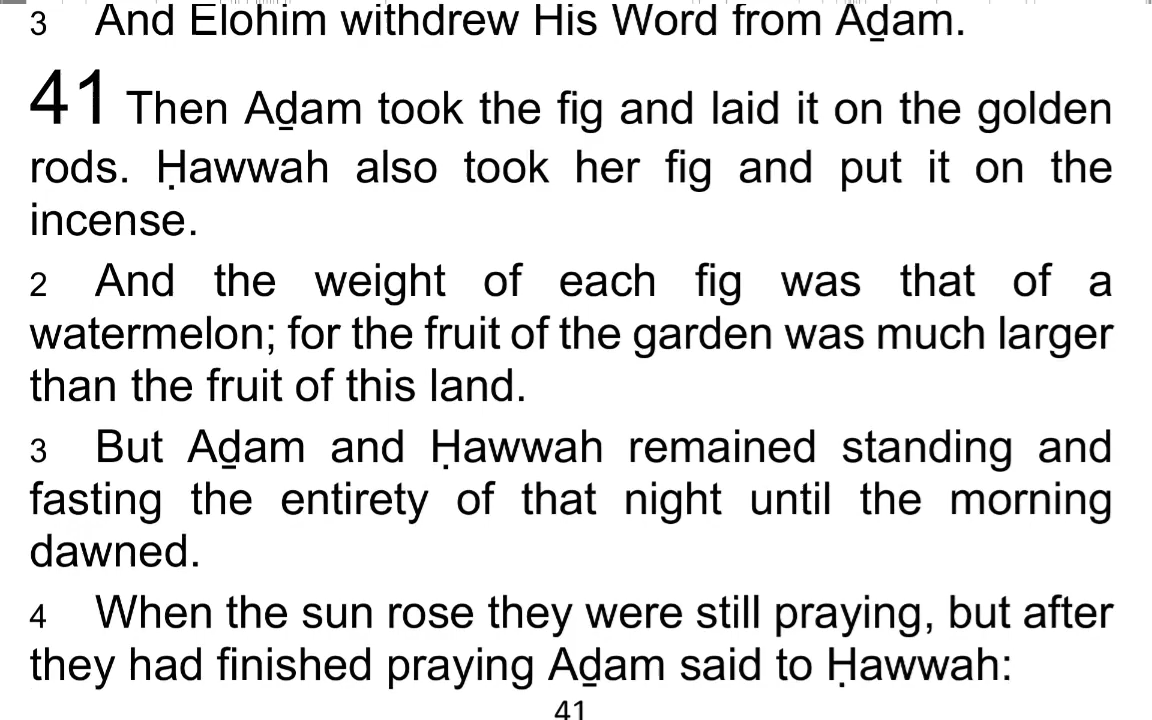 3 And Elohim withdrew His Word from Aḏam.
41 Then Aḏam took the fig and laid it on the golden
rods. Ḥawwah also took her fig and put it on the
incense.
2 And the weight of each fig was that of a
watermelon; for the fruit of the garden was much larger
than the fruit of this land.
3 But Aḏam and Ḥawwah remained standing and
fasting the entirety of that night until the morning
dawned.
4 When the sun rose they were still praying, but after
they had finished praying Aḏam said to Ḥawwah:
41